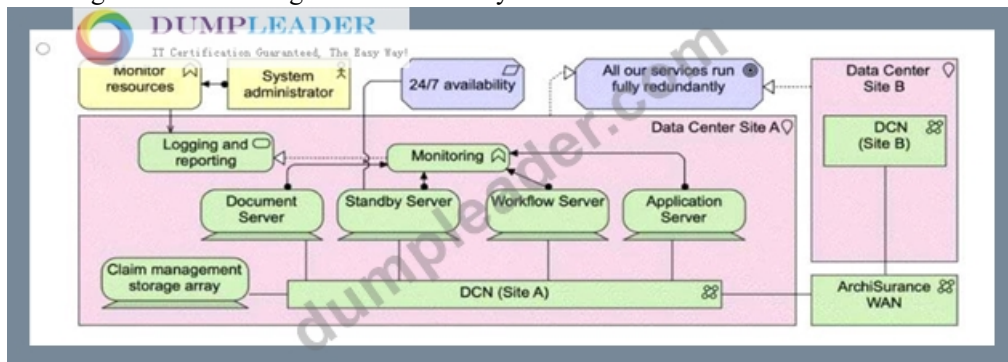 DUMPLEADER
IT Certification Guaranteed, The Easy Way!
Monitor
resources
System
administrator
24/7 availability
All our services run
fully redundantly
Data Center
Site B
Data Center Site A
DCN
(Site B)
Logging and
reporting
Monitoring
Document
Server
Standby Server
Workflow Server
Application
Server
Claim management
storage array
DCN (Site A)
ArchiSurance
WAN
dumpleader.com